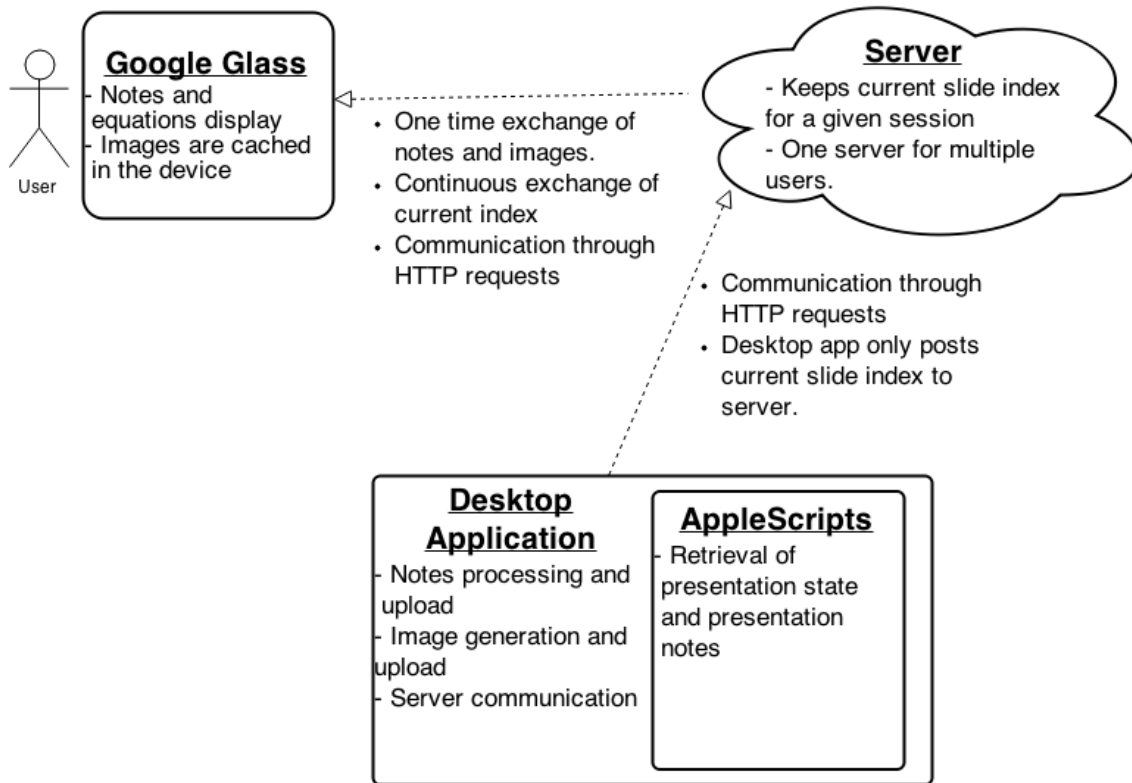 Google Glass
- Notes and
equations display
- Images are cached
in the device
User
• One time exchange of
notes and images.
• Continuous exchange of
current index
• Communication through
HTTP requests
Server
- Keeps current slide index
for a given session
- One server for multiple
users.
• Communication through
HTTP requests
• Desktop app only posts
current slide index to
server.
Desktop
Application
- Notes processing and
upload
- Image generation and
upload
- Server communication
AppleScripts
- Retrieval of
presentation state
and presentation
notes